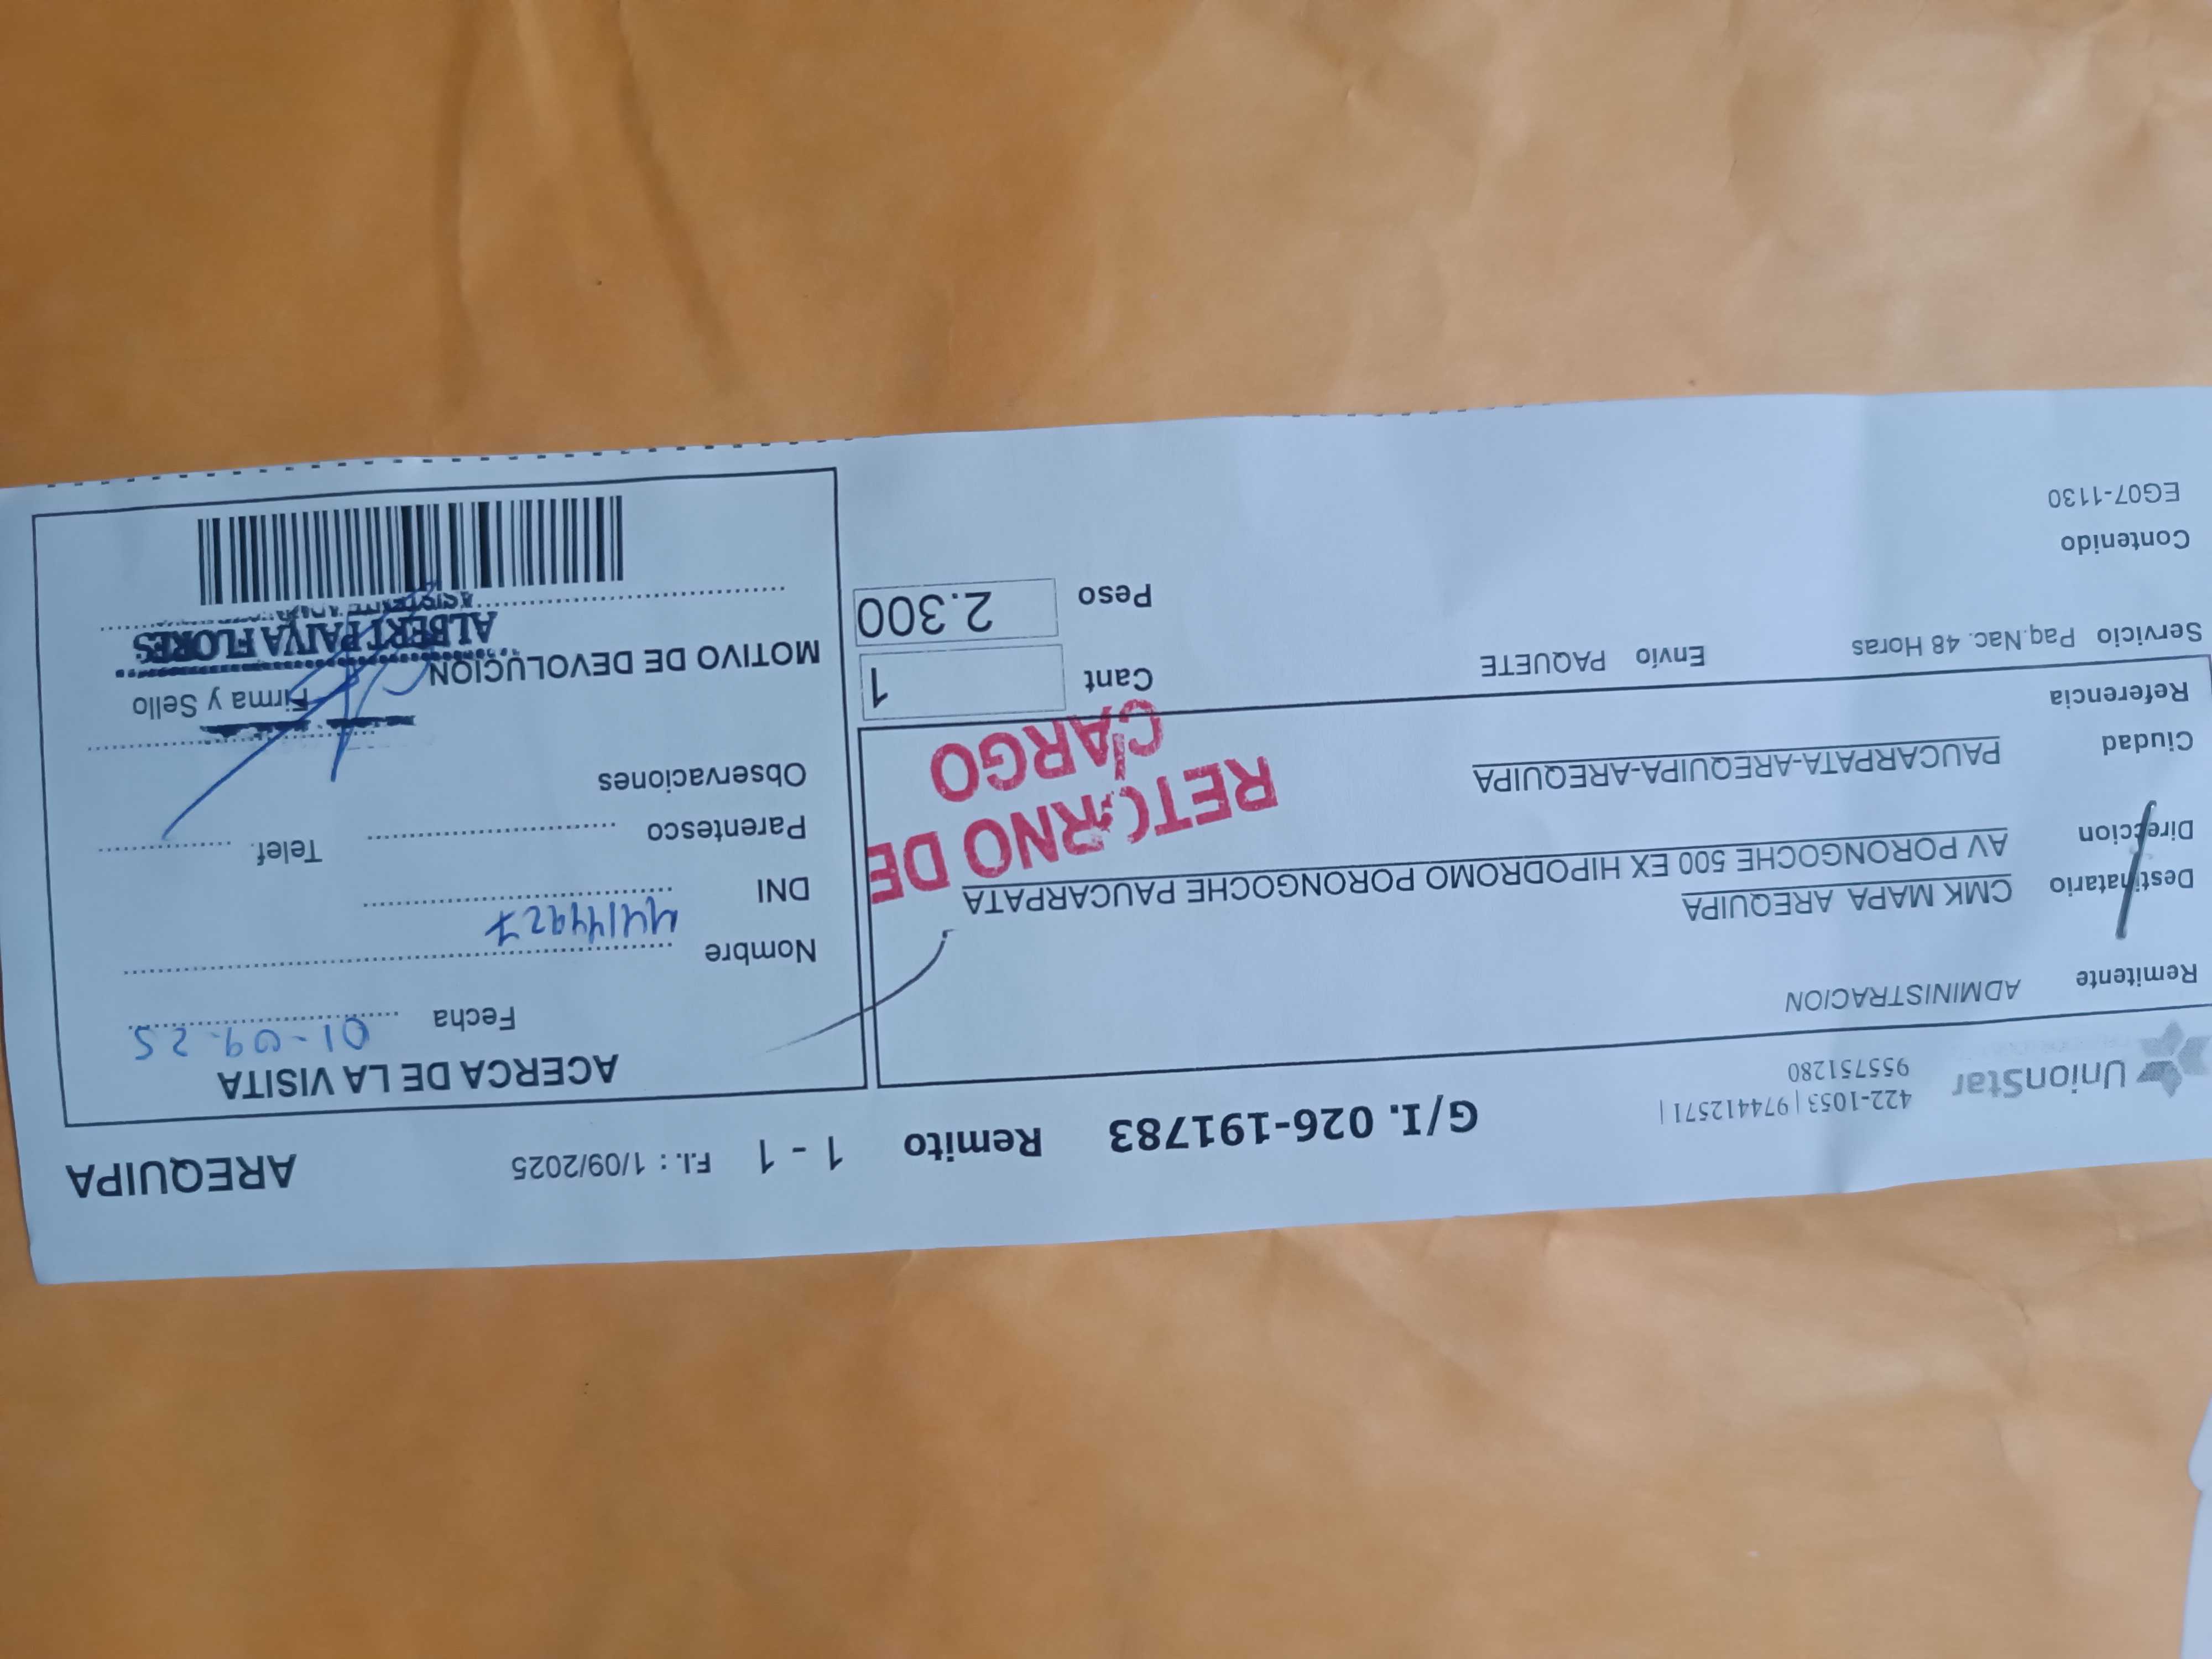 UnionStar
422-1053 | 974412571 |
955751280
G/I. 026-191783 Remito 1 - 1 F.I. : 1/09/2025 AREQUIPA
Remitente ADMINISTRACION
Destinatario CMK MAPA AREQUIPA
Direccion AV PORONGOCHE 500 EX HIPODROMO PORONGOCHE PAUCARPATA
Ciudad PAUCARPATA-AREQUIPA-AREQUIPA
Referencia
RETORNO DE
CARGO
Servicio Paq.Nac. 48 Horas Envío PAQUETE
Cant 1
Peso 2.300
Contenido
EG07-1130
ACERCA DE LA VISITA
Fecha 01-09-25
Nombre
44144927
DNI
Parentesco Telef.
Observaciones
Firma y Sello
MOTIVO DE DEVOLUCION
ALBERT PAIVA FLORES